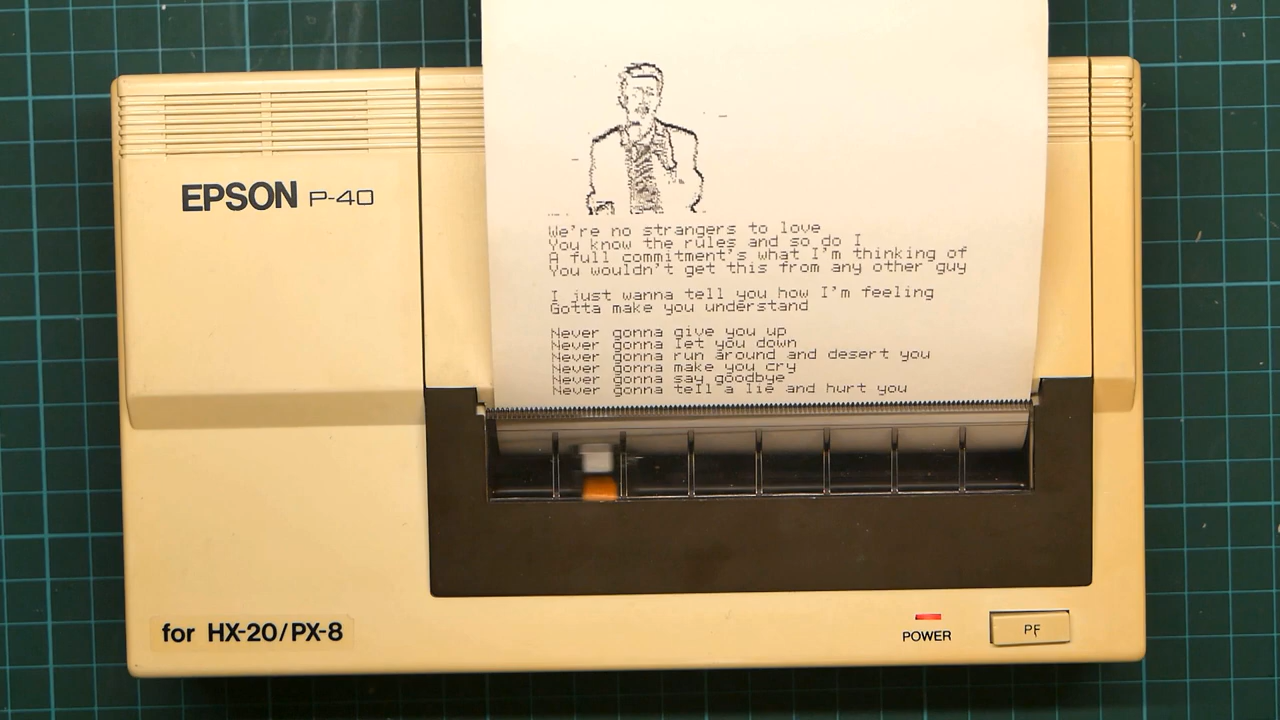 EPSON P-40
We're no strangers to love
You know the rules and so do I
A full commitment's what I'm thinking of
You wouldn't get this from any other guy
I just wanna tell you how I'm feeling
Gotta make you understand
Never gonna give you up
Never gonna let you down
Never gonna run around and desert you
Never gonna make you cry
Never gonna say goodbye
Never gonna tell a lie and hurt you
for HX-20/PX-8
POWER
PF